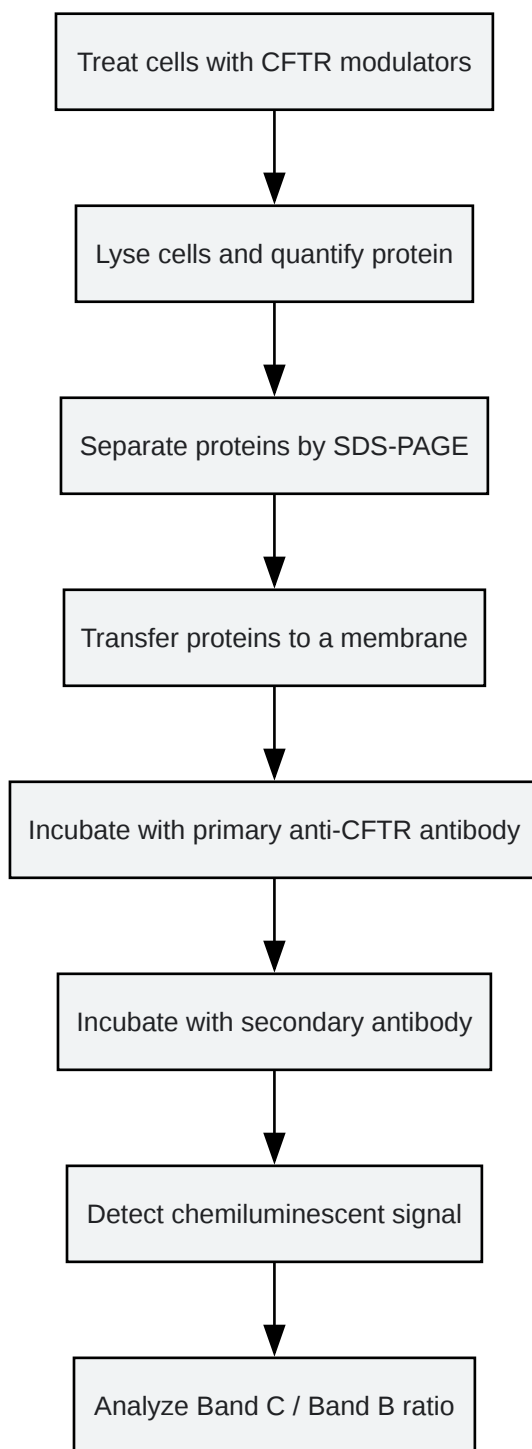 Treat cells with CFTR modulators
Lyse cells and quantify protein
Separate proteins by SDS-PAGE
Transfer proteins to a membrane
Incubate with primary anti-CFTR antibody
Incubate with secondary antibody
Detect chemiluminescent signal
Analyze Band C / Band B ratio